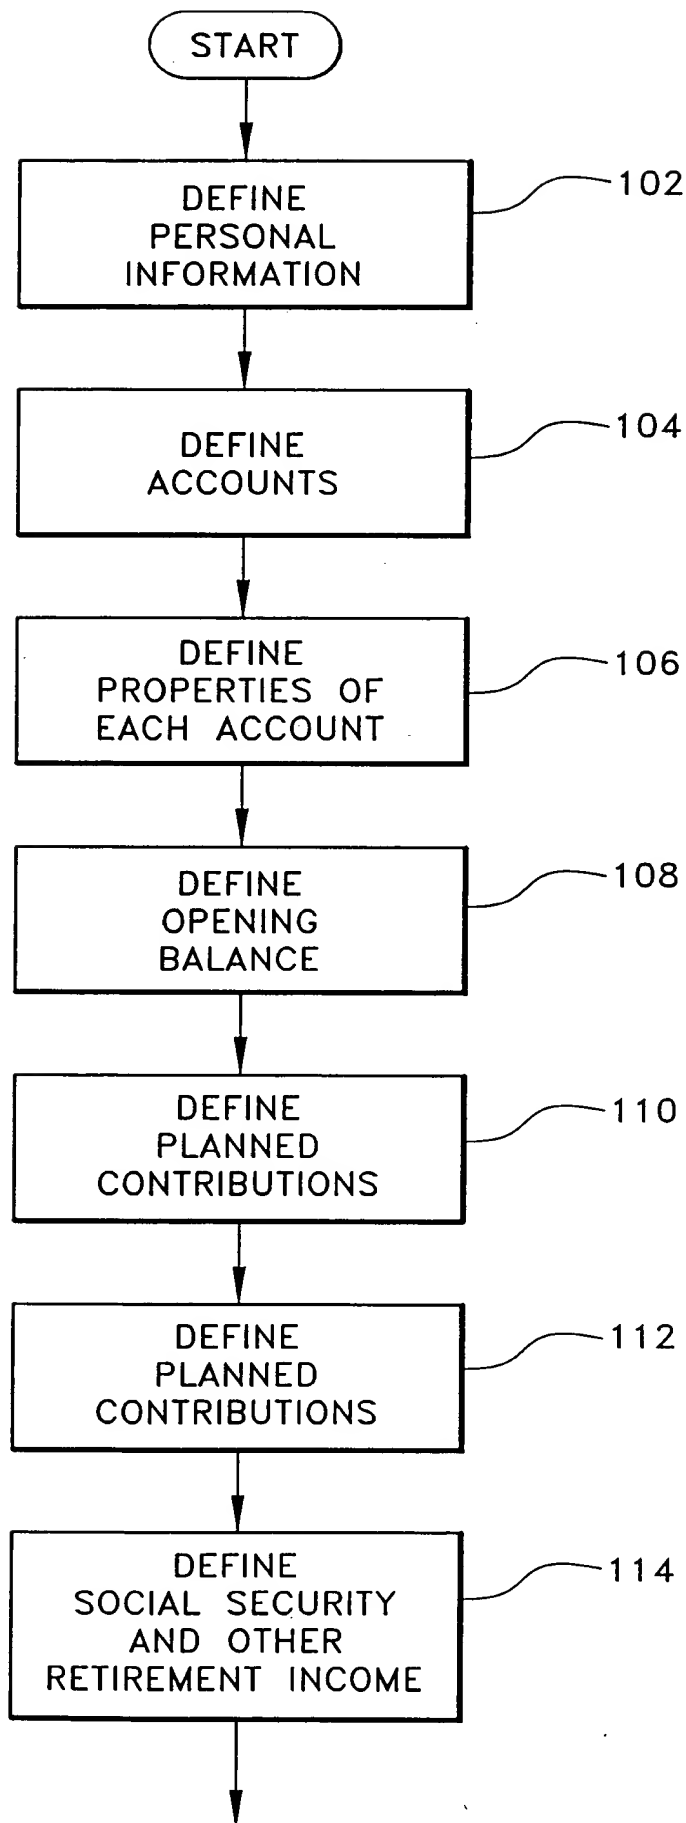 START
102
DEFINE
PERSONAL
INFORMATION
104
DEFINE
ACCOUNTS
106
DEFINE
PROPERTIES OF
EACH ACCOUNT
108
DEFINE
OPENING
BALANCE
110
DEFINE
PLANNED
CONTRIBUTIONS
112
DEFINE
PLANNED
CONTRIBUTIONS
114
DEFINE
SOCIAL SECURITY
AND OTHER
RETIREMENT INCOME